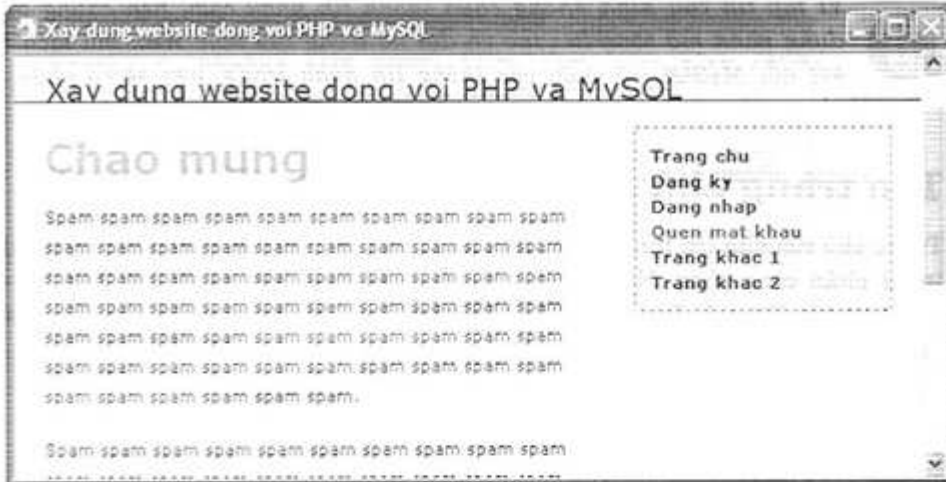 Xay dung website dong voi PHP va MySQL
Xay dung website dong voi PHP va MySQL
Chao mung
Spam spam spam spam spam spam spam spam spam spam
spam spam spam spam spam spam spam spam spam spam
spam spam spam spam spam spam spam spam spam spam
spam spam spam spam spam spam spam spam spam spam
spam spam spam spam spam spam spam spam spam spam
spam spam spam spam spam spam spam spam spam spam
spam spam spam spam spam spam.
Spam spam spam spam spam spam spam spam spam spam
Trang chu
Dang ky
Dang nhap
Quen mat khau
Trang khac 1
Trang khac 2